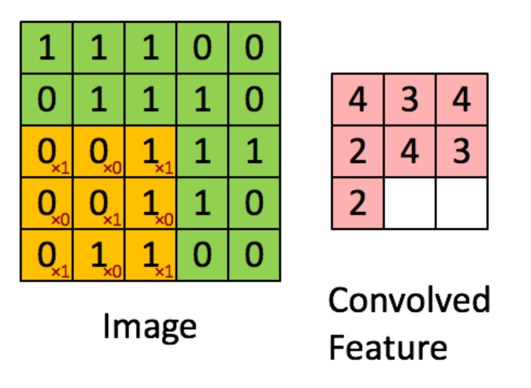 1 1 1 0 0
0 1 1 1 0
0×1 0×0 1×1 1 1
0×0 0×1 1×0 1 0
0×1 1×0 1×1 0 0
Image
4 3 4
2 4 3
2
Convolved
Feature